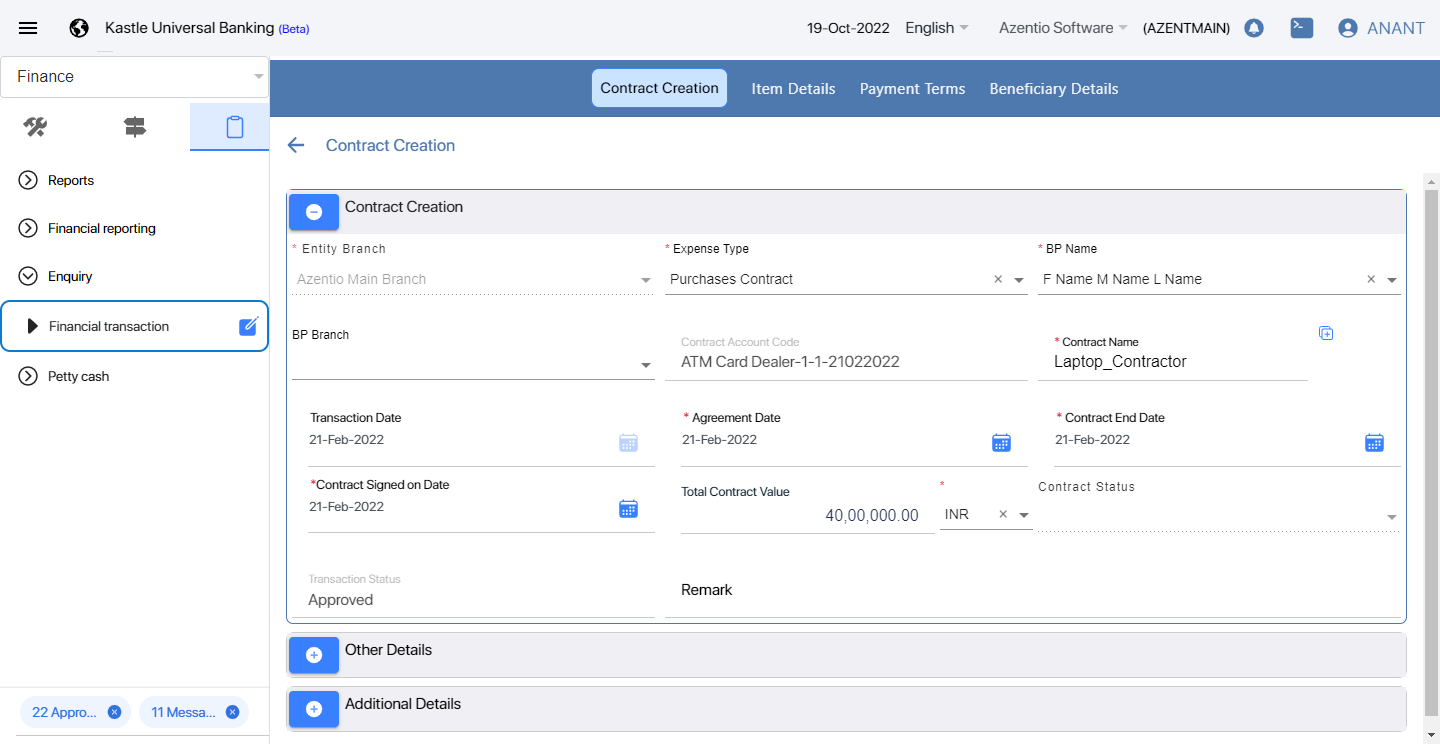 Kastle Universal Banking (Beta)
19-Oct-2022
English
Azentio Software
(AZENTMAIN)
ANANT
Finance
Contract Creation
Item Details
Payment Terms
Beneficiary Details
Reports
Financial reporting
Enquiry
Financial transaction
Petty cash
22 Appro...
11 Messa...
Contract Creation
Contract Creation
* Entity Branch
Azentio Main Branch
* Expense Type
Purchases Contract
* BP Name
F Name M Name L Name
BP Branch
Contract Account Code
ATM Card Dealer-1-1-21022022
* Contract Name
Laptop_Contractor
Transaction Date
21-Feb-2022
* Agreement Date
21-Feb-2022
* Contract End Date
21-Feb-2022
*Contract Signed on Date
21-Feb-2022
Total Contract Value
40,00,000.00
*
INR
Contract Status
Transaction Status
Approved
Remark
Other Details
Additional Details